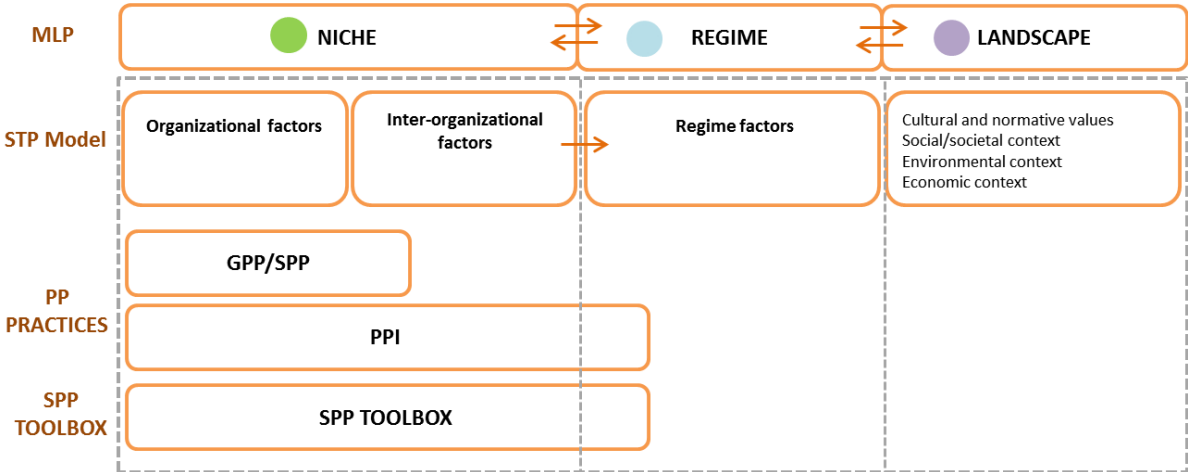 MLP
NICHE
REGIME
LANDSCAPE
STP Model
Organizational factors
Inter-organizational
factors
Regime factors
Cultural and normative values
Social/societal context
Environmental context
Economic context
PP
PRACTICES
GPP/SPP
PPI
SPP
TOOLBOX
SPP TOOLBOX